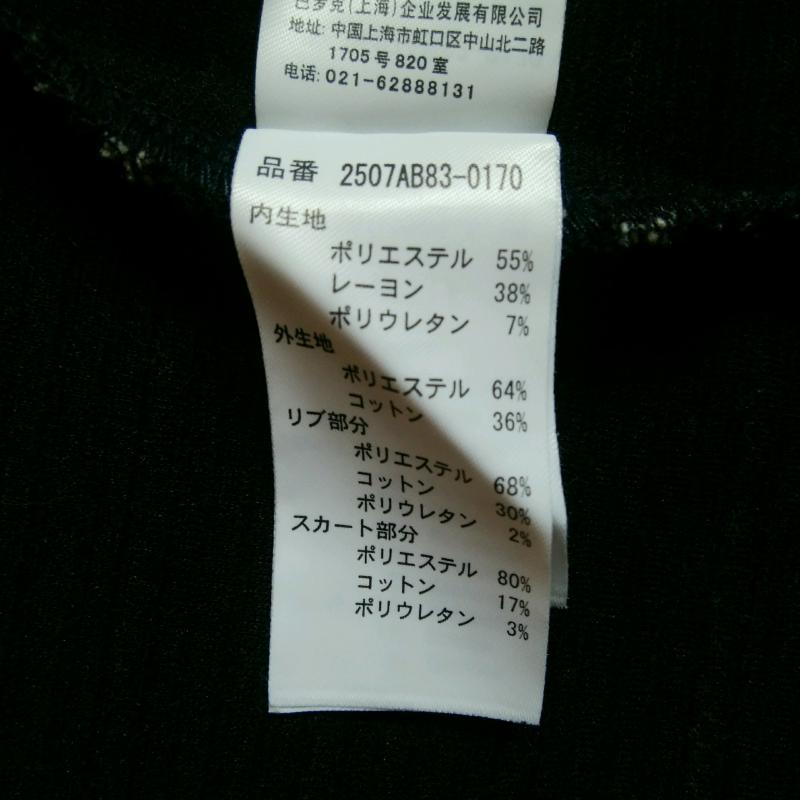 巴罗克(上海)企业发展有限公司
地址: 中国上海市虹口区中山北二路
1705号820室
电话: 021-62888131
品番 2507AB83-0170
内生地
ポリエステル 55%
レーヨン 38%
ポリウレタン 7%
外生地
ポリエステル 64%
コットン 36%
リブ部分
ポリエステル 68%
コットン 30%
ポリウレタン 2%
スカート部分
ポリエステル 80%
コットン 17%
ポリウレタン 3%